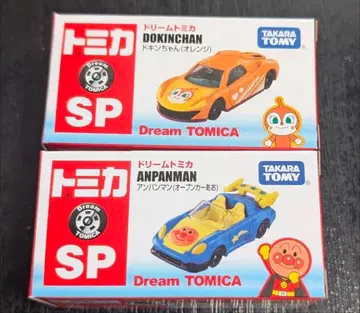 トミカ
Dream
TOMICA
SP
ドリームトミカ
DOKINCHAN
ドキンちゃん(オレンジ)
TAKARA
TOMY
Dream TOMICA
トミカ
Dream
TOMICA
SP
ドリームトミカ
ANPANMAN
アンパンマン(オープンカーあお)
TAKARA
TOMY
Dream TOMICA